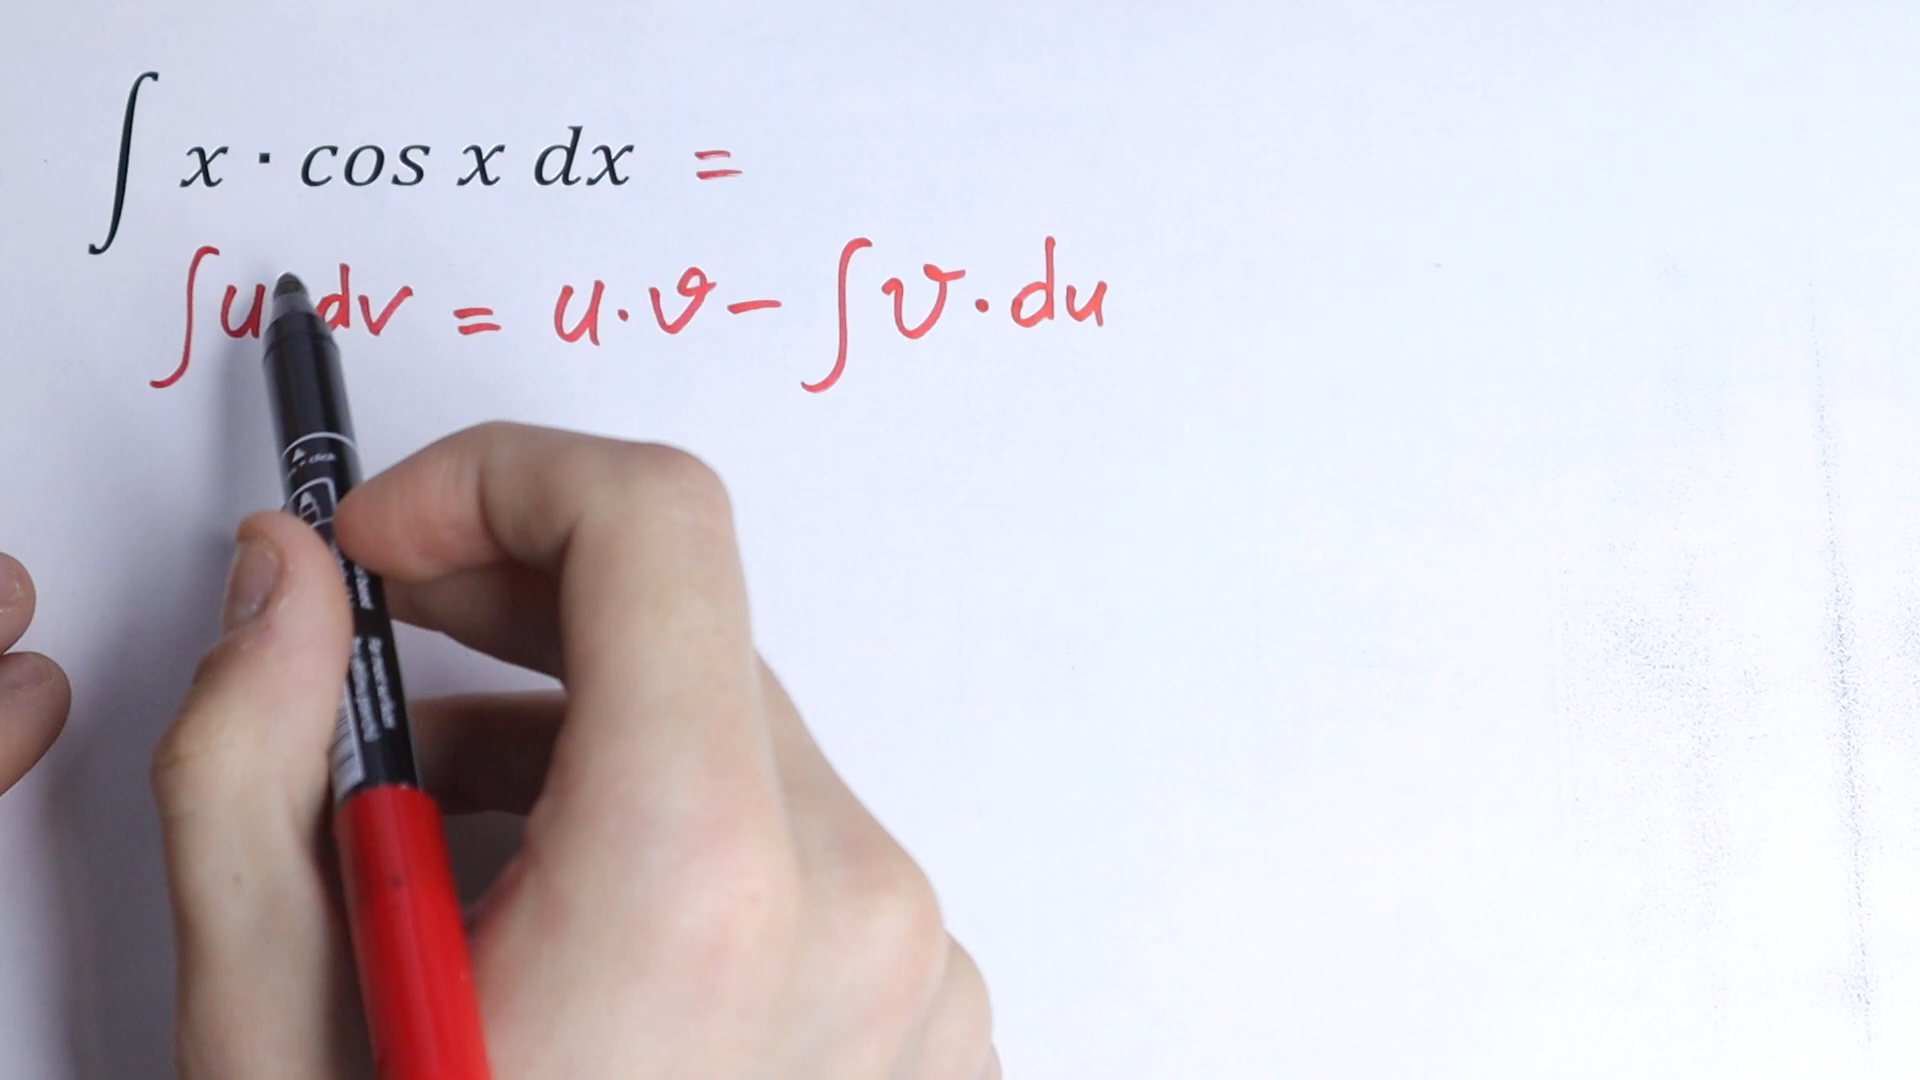 ∫ x · cos x dx =
∫ u dv = u · v − ∫ v · du